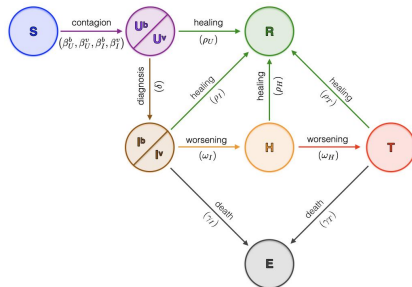 S
contagion
(β_U^b, β_U^v, β_I^b, β_I^v)
U^b
U^v
healing
(ρ_U)
R
diagnosis
(δ)
healing
(ρ_I)
healing
(ρ_H)
healing
(ρ_T)
I^b
I^v
worsening
(ω_I)
H
worsening
(ω_H)
T
death
(γ_I)
death
(γ_T)
E